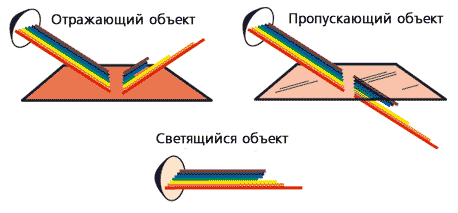 Отражающий объект
Пропускающий объект
Светящийся объект